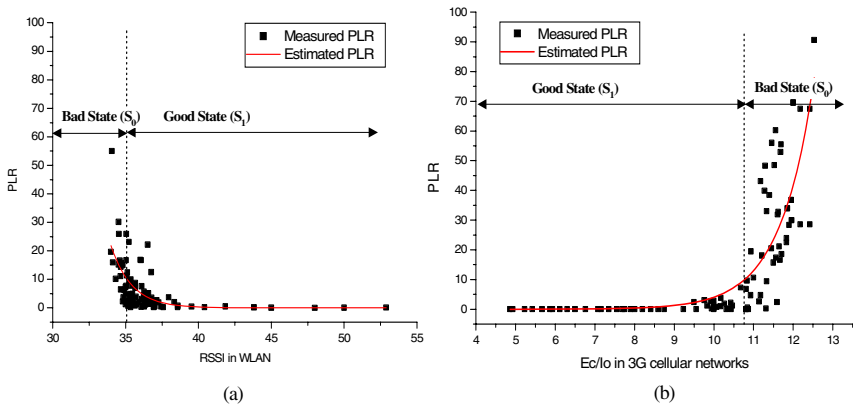 100
90
80
70
60
50
40
30
20
10
0
PLR
Measured PLR
Estimated PLR
Bad State (S0)
Good State (S1)
30
35
40
45
50
55
RSSI in WLAN
(a)
100
90
80
70
60
50
40
30
20
10
0
PLR
Measured PLR
Estimated PLR
Good State (S1)
Bad State (S0)
4
5
6
7
8
9
10
11
12
13
Ec/Io in 3G cellular networks
(b)